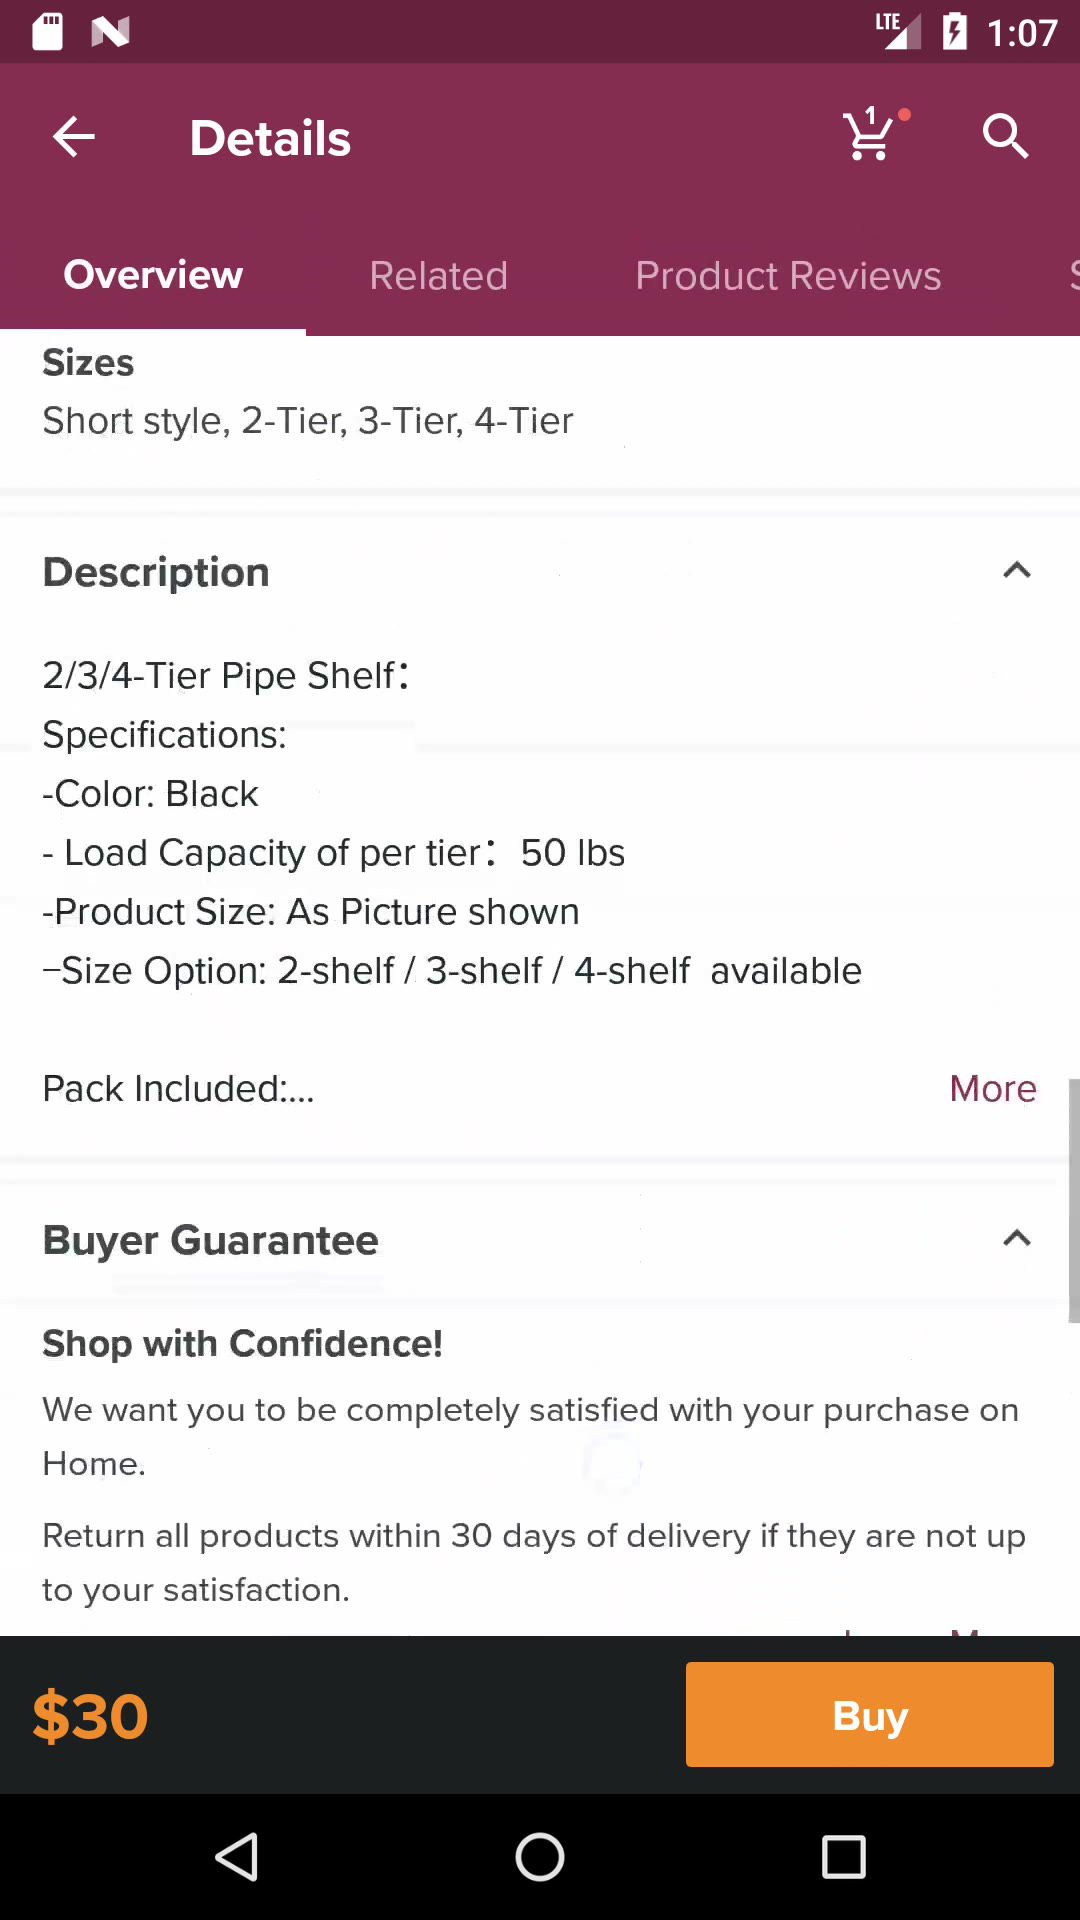 LTE 1:07
Details 1
Overview Related Product Reviews
Sizes
Short style, 2-Tier, 3-Tier, 4-Tier
Description
2/3/4-Tier Pipe Shelf：
Specifications:
-Color: Black
- Load Capacity of per tier： 50 lbs
-Product Size: As Picture shown
–Size Option: 2-shelf / 3-shelf / 4-shelf  available
Pack Included:... More
Buyer Guarantee
Shop with Confidence!
We want you to be completely satisfied with your purchase on
Home.
Return all products within 30 days of delivery if they are not up
to your satisfaction.
$30 Buy